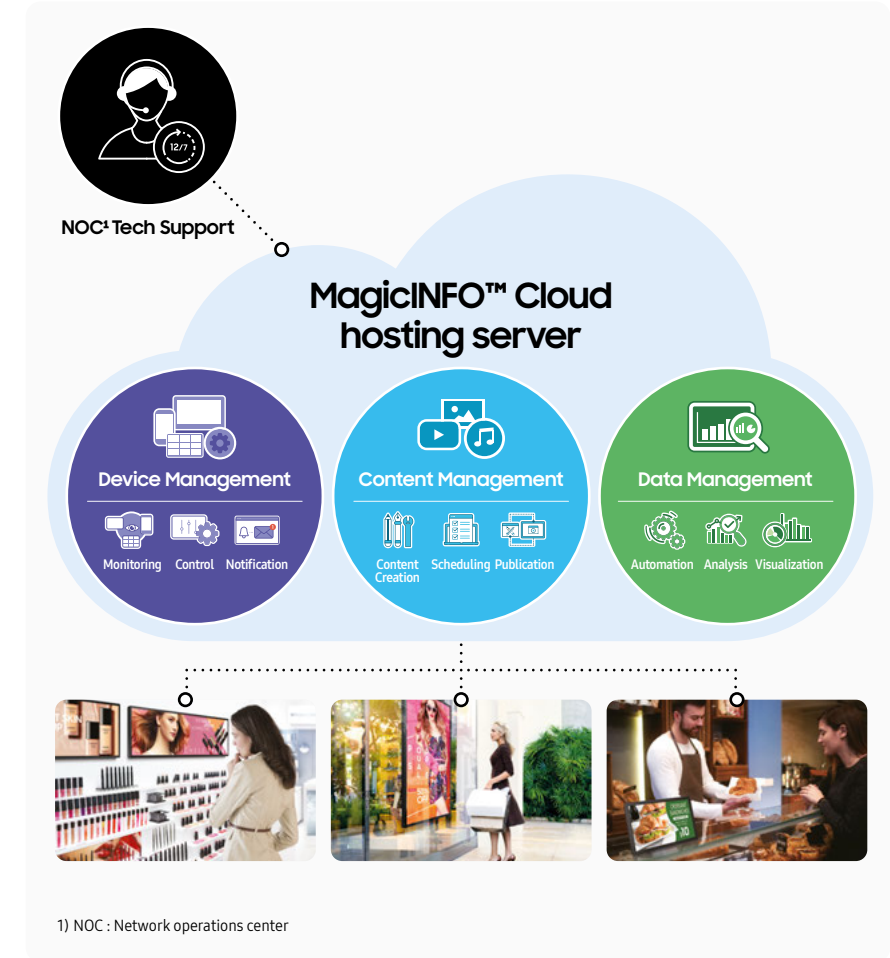 12/7
NOC¹ Tech Support
MagicINFO™ Cloud
hosting server
Device Management
Content Management
Data Management
Monitoring
Control
Notification
Content
Creation
Scheduling
Publication
Automation
Analysis
Visualization
SKIN
1) NOC : Network operations center